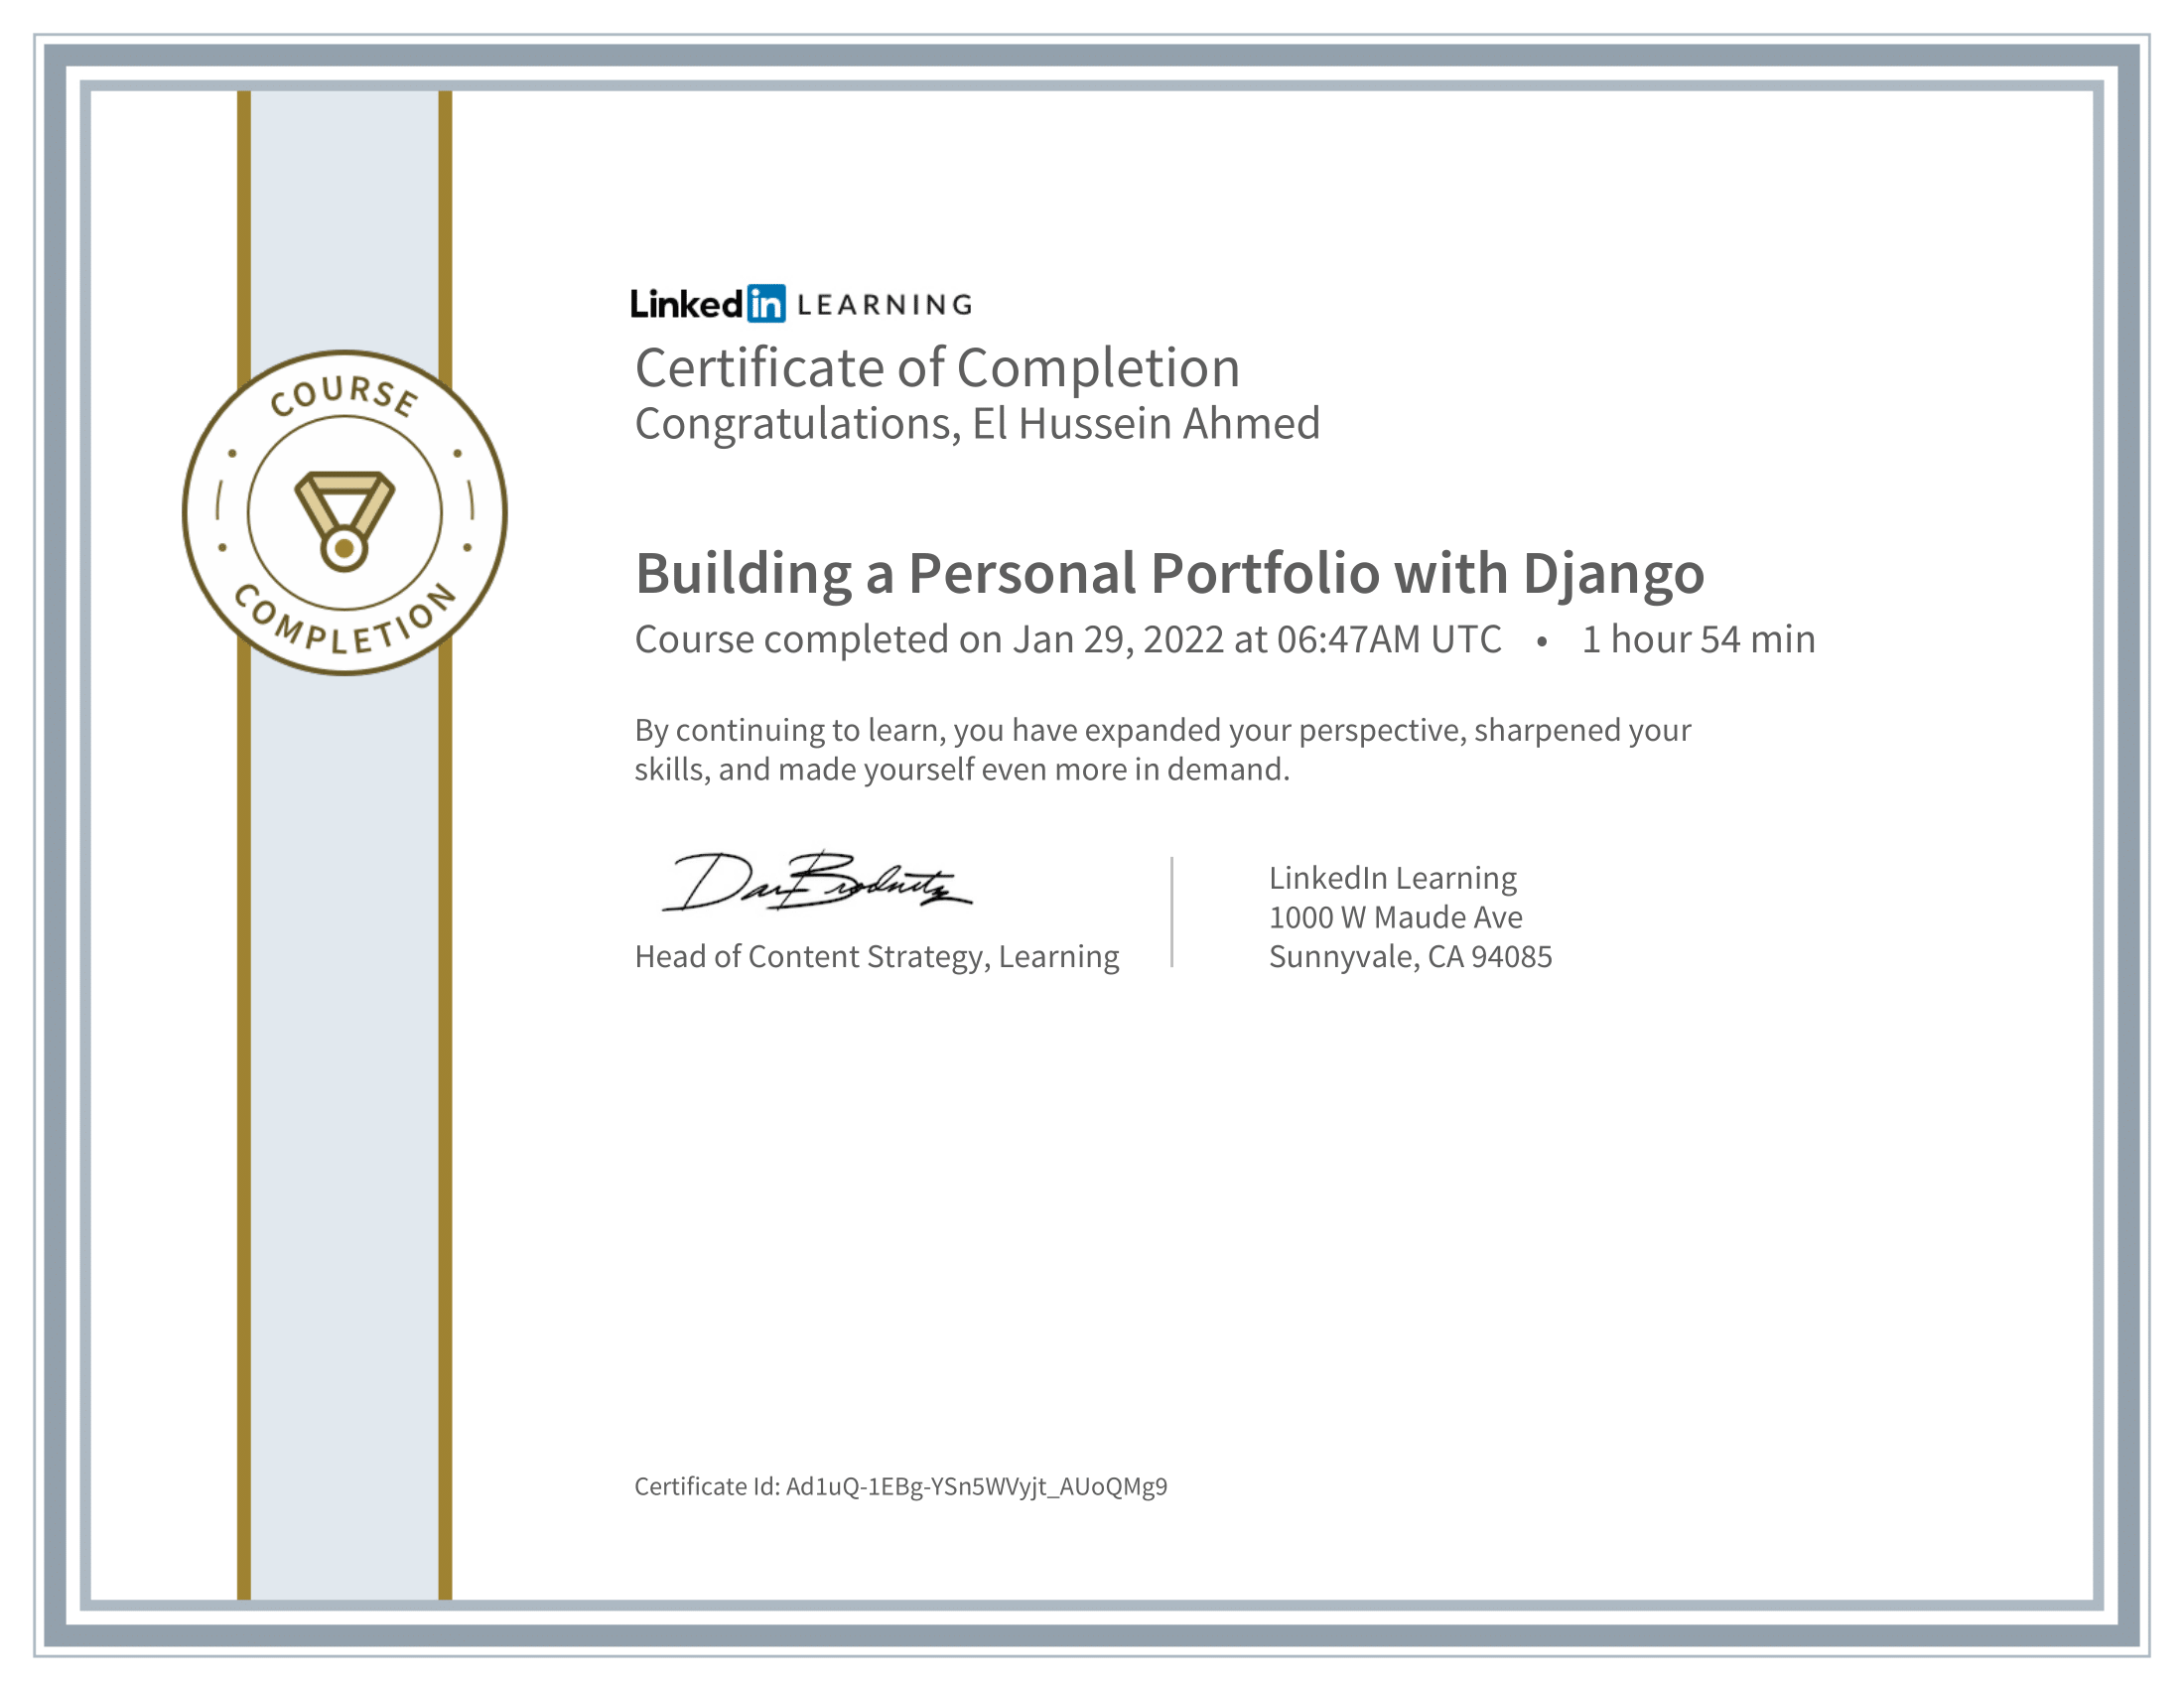 COURSE
COMPLETION
Linkedin LEARNING
Certificate of Completion
Congratulations, El Hussein Ahmed
Building a Personal Portfolio with Django
Course completed on Jan 29, 2022 at 06:47AM UTC • 1 hour 54 min
By continuing to learn, you have expanded your perspective, sharpened your
skills, and made yourself even more in demand.
Dan Brodnitz
Head of Content Strategy, Learning
LinkedIn Learning
1000 W Maude Ave
Sunnyvale, CA 94085
Certificate Id: Ad1uQ-1EBg-YSn5WVyjt_AUoQMg9